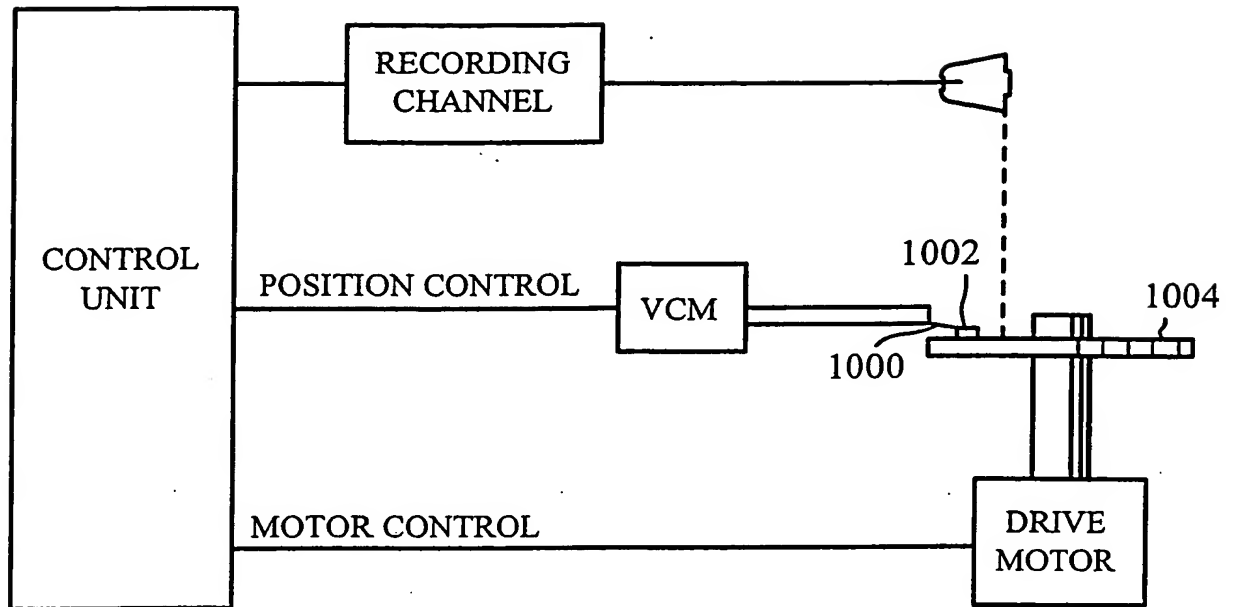 RECORDING
CHANNEL
CONTROL
UNIT
POSITION CONTROL
VCM
1002
1004
1000
MOTOR CONTROL
DRIVE
MOTOR